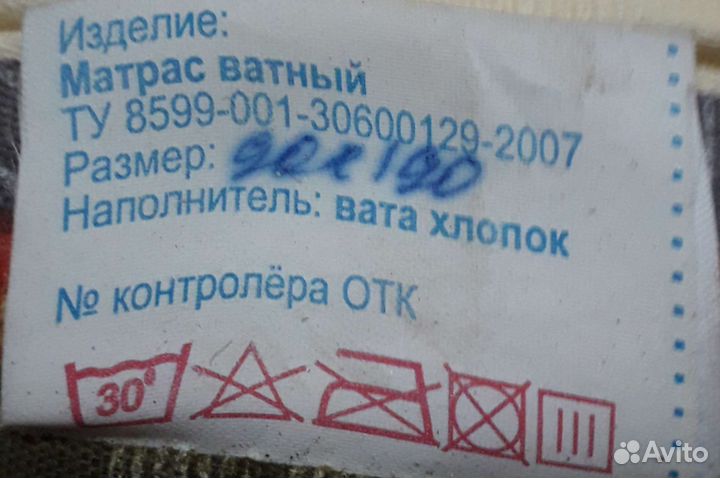 Изделие:
Матрас ватный
ТУ 8599-001-30600129-2007
Размер: 90х190
Наполнитель: вата хлопок
№ контролёра ОТК
30°
Avito